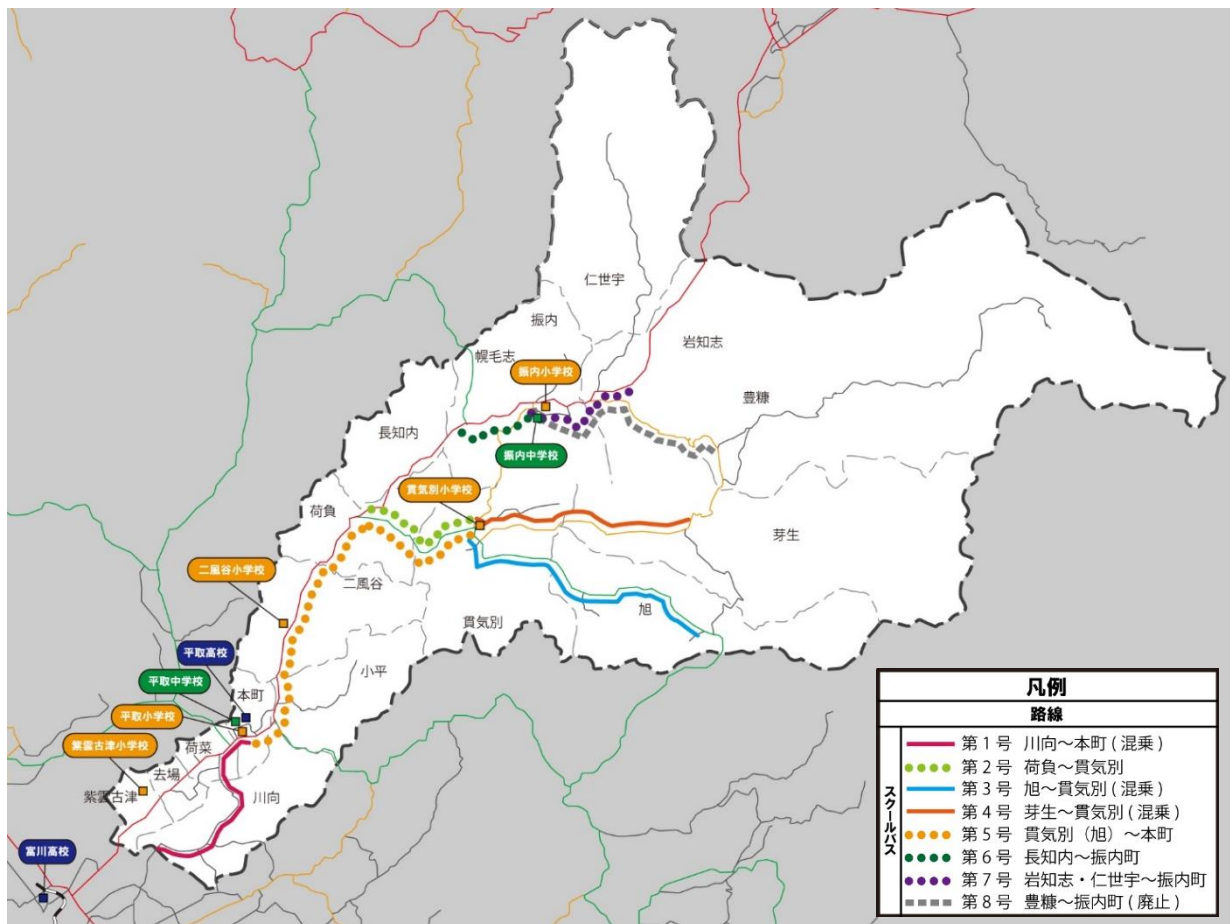 仁世宇
振内
岩知志
幌毛志
振内小学校
豊糠
長知内
振内中学校
貫気別小学校
荷負
芽生
二風谷小学校
二風谷
旭
貫気別
平取高校
小平
平取中学校
本町
平取小学校
荷菜
紫雲古津小学校
去場
紫雲古津
川向
富川高校
凡例
路線
スクールバス
第1号 川向～本町(混乗)
第2号 荷負～貫気別
第3号 旭～貫気別(混乗)
第4号 芽生～貫気別(混乗)
第5号 貫気別（旭）～本町
第6号 長知内～振内町
第7号 岩知志・仁世宇～振内町
第8号 豊糠～振内町(廃止)